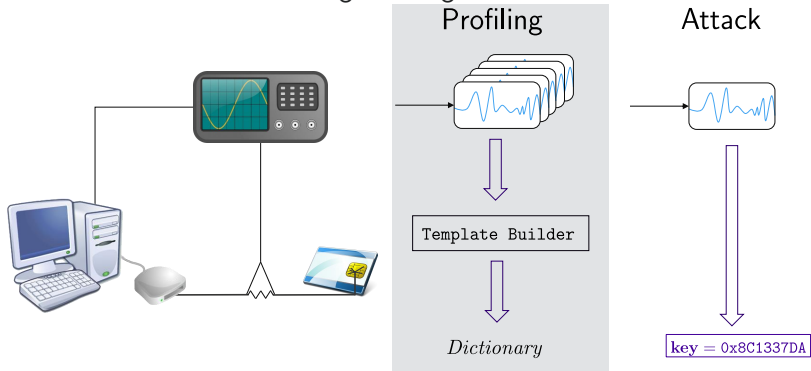 Profiling
Attack
Template Builder
Dictionary
key = 0x8C1337DA